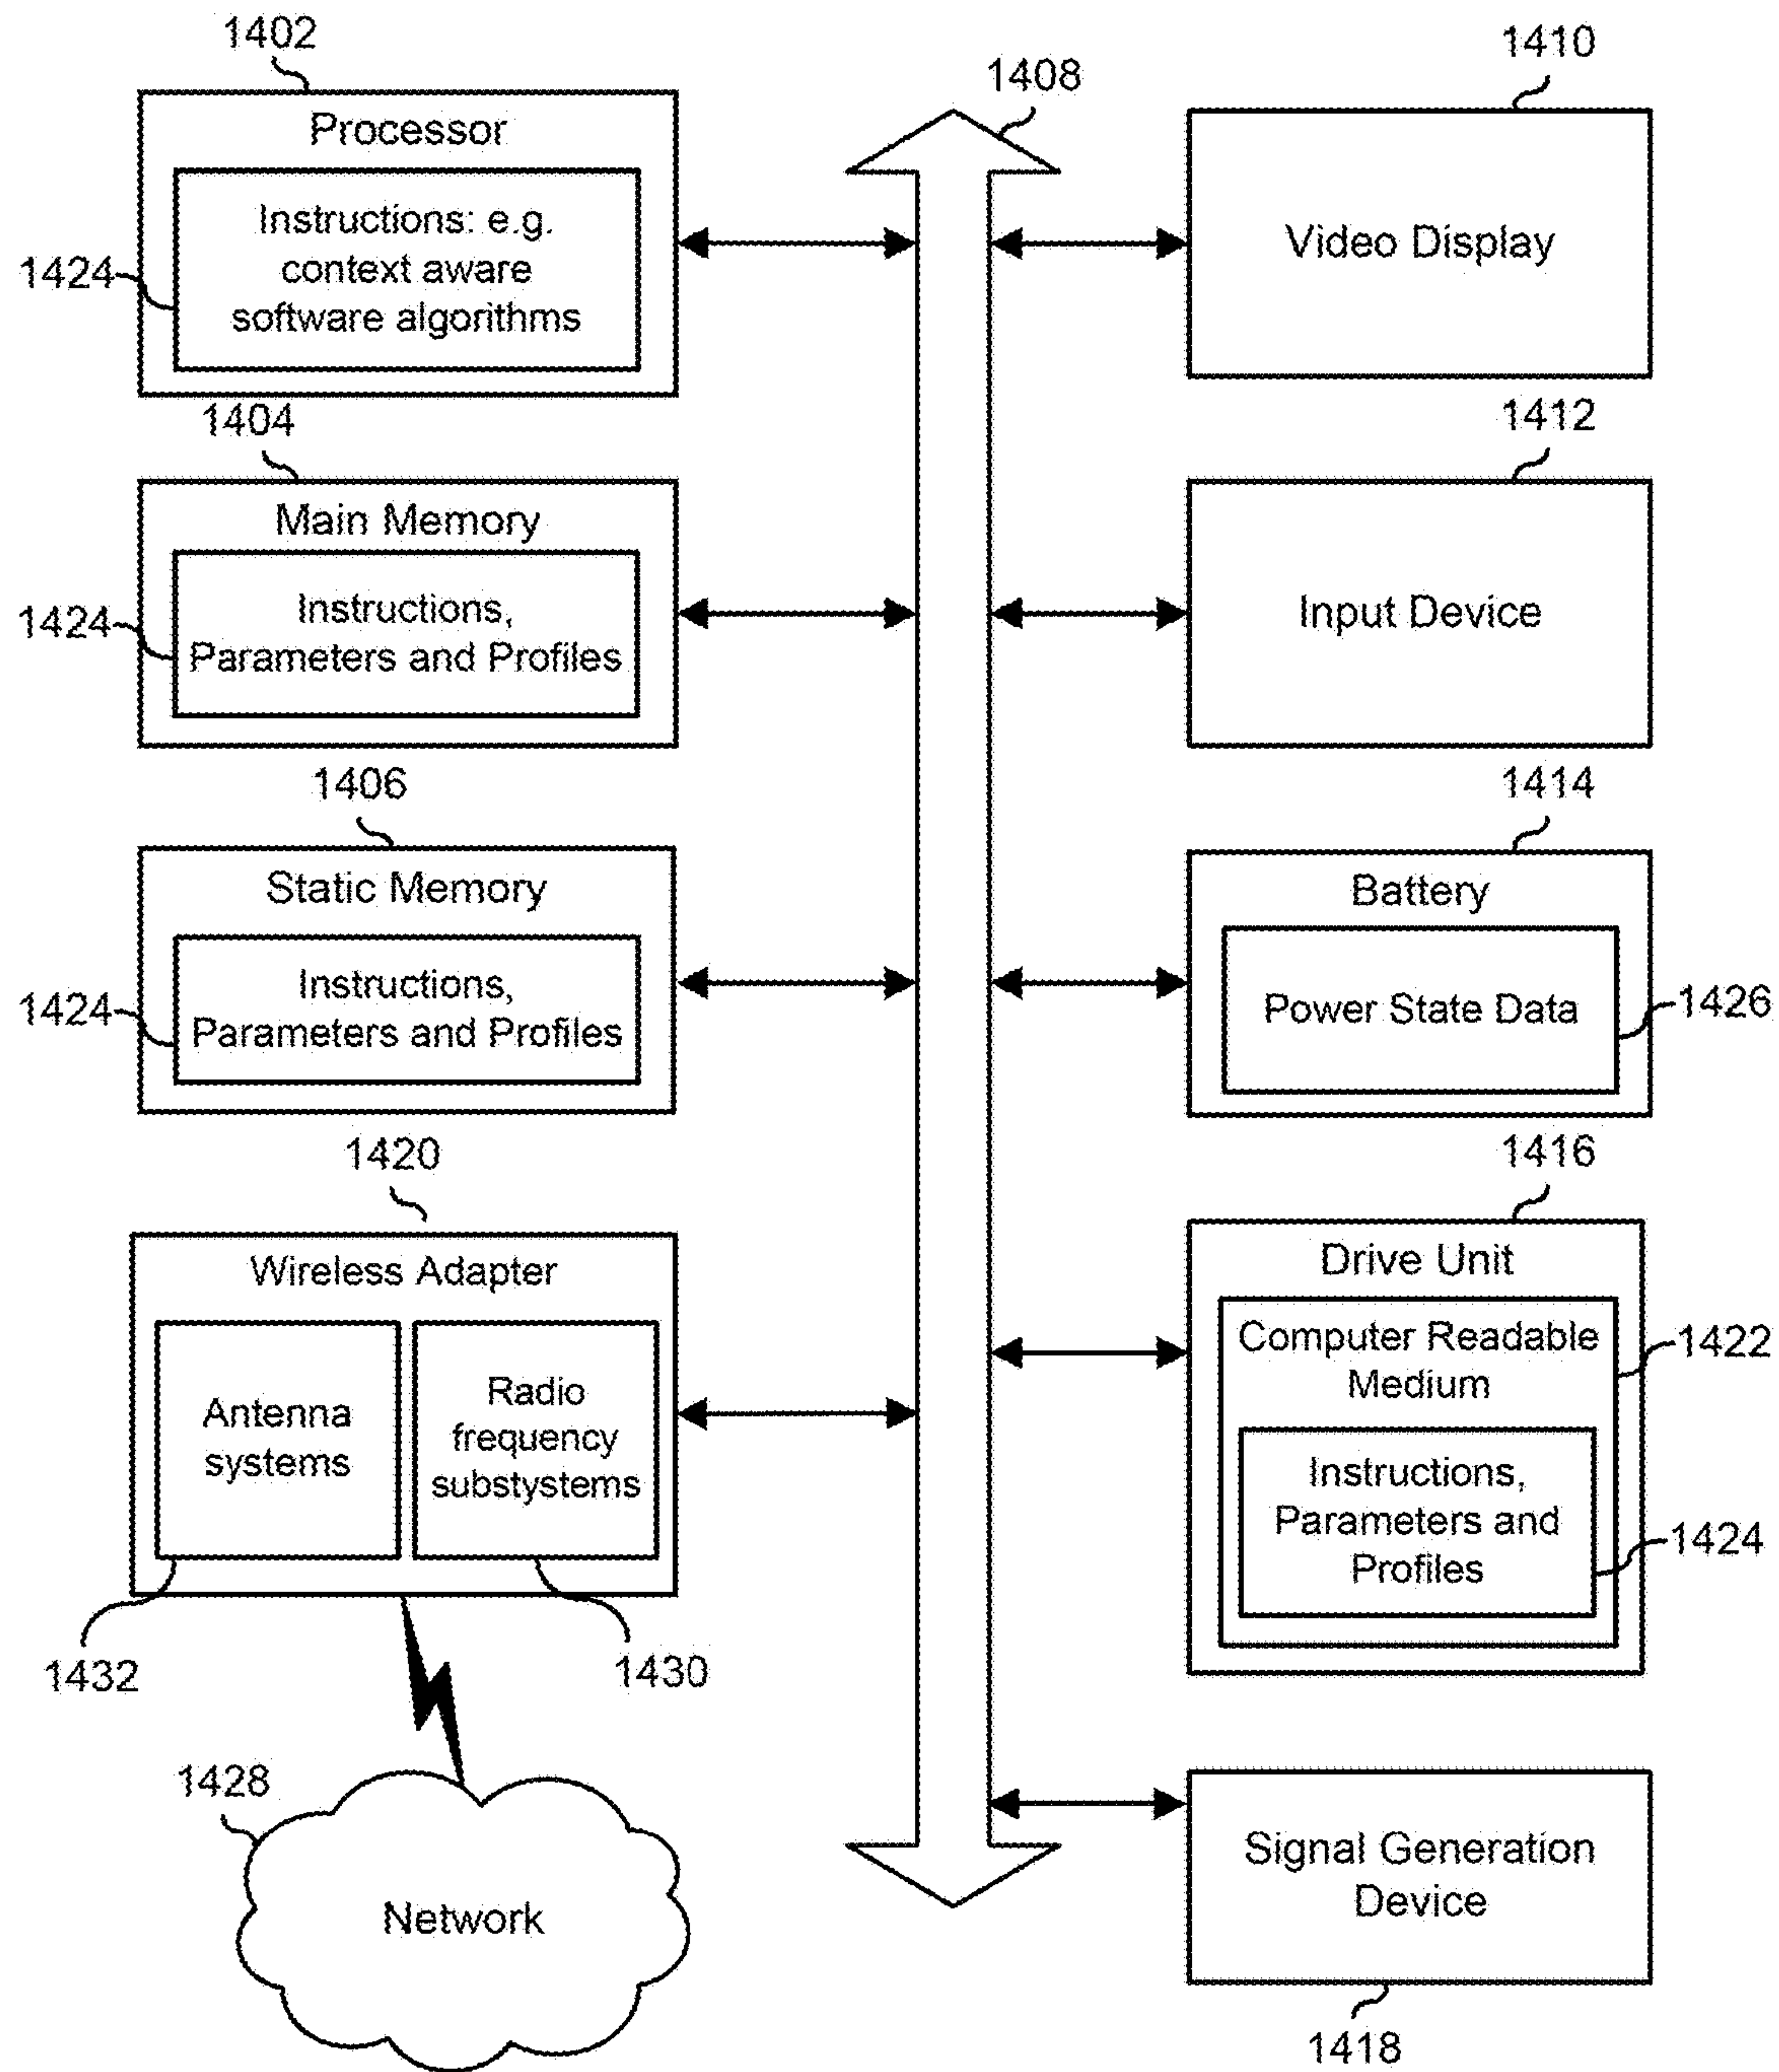 1402
Processor
Instructions: e.g.
context aware
software algorithms
1424
1404
Main Memory
Instructions,
Parameters and Profiles
1424
1406
Static Memory
Instructions,
Parameters and Profiles
1424
1420
Wireless Adapter
Antenna
systems
Radio
frequency
substystems
1432
1430
1428
Network
1408
1410
Video Display
1412
Input Device
1414
Battery
Power State Data
1426
1416
Drive Unit
Computer Readable
Medium
1422
Instructions,
Parameters and
Profiles
1424
Signal Generation
Device
1418